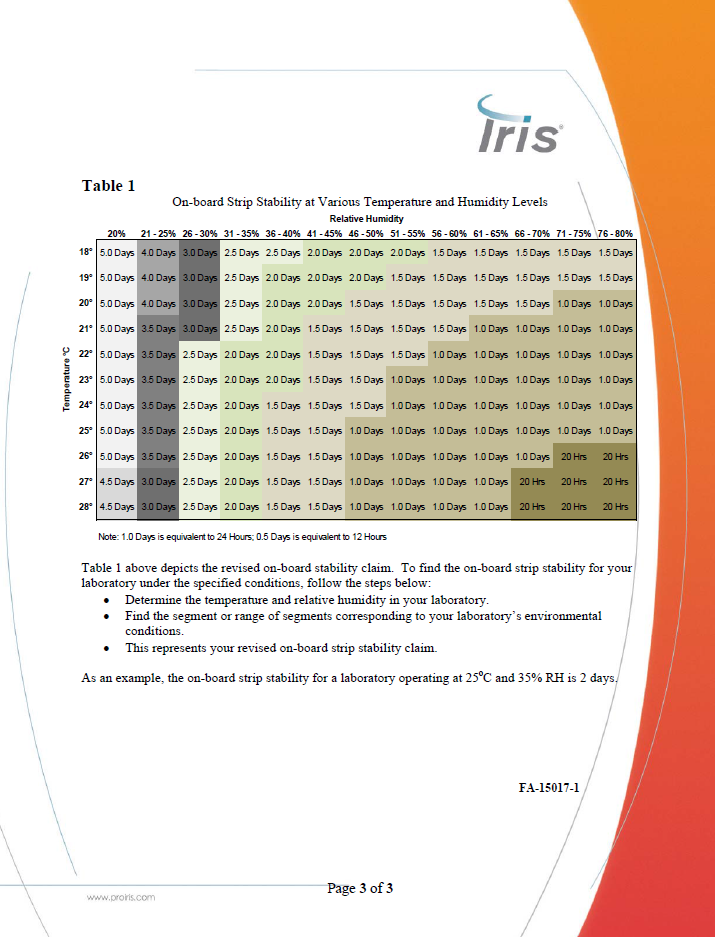 Iris®
Table 1
On-board Strip Stability at Various Temperature and Humidity Levels
Relative Humidity
20% 21 - 25% 26 - 30% 31 - 35% 36 - 40% 41 - 45% 46 - 50% 51 - 55% 56 - 60% 61 - 65% 66 - 70% 71 - 75% 76 - 80%
18° 5.0 Days 4.0 Days 3.0 Days 2.5 Days 2.5 Days 2.0 Days 2.0 Days 2.0 Days 1.5 Days 1.5 Days 1.5 Days 1.5 Days 1.5 Days
19° 5.0 Days 4.0 Days 3.0 Days 2.5 Days 2.0 Days 2.0 Days 2.0 Days 1.5 Days 1.5 Days 1.5 Days 1.5 Days 1.5 Days 1.5 Days
20° 5.0 Days 4.0 Days 3.0 Days 2.5 Days 2.0 Days 2.0 Days 1.5 Days 1.5 Days 1.5 Days 1.5 Days 1.5 Days 1.0 Days 1.0 Days
21° 5.0 Days 3.5 Days 3.0 Days 2.5 Days 2.0 Days 1.5 Days 1.5 Days 1.5 Days 1.5 Days 1.0 Days 1.0 Days 1.0 Days 1.0 Days
Temperature °C
22° 5.0 Days 3.5 Days 2.5 Days 2.0 Days 2.0 Days 1.5 Days 1.5 Days 1.5 Days 1.0 Days 1.0 Days 1.0 Days 1.0 Days 1.0 Days
23° 5.0 Days 3.5 Days 2.5 Days 2.0 Days 2.0 Days 1.5 Days 1.5 Days 1.0 Days 1.0 Days 1.0 Days 1.0 Days 1.0 Days 1.0 Days
24° 5.0 Days 3.5 Days 2.5 Days 2.0 Days 1.5 Days 1.5 Days 1.5 Days 1.0 Days 1.0 Days 1.0 Days 1.0 Days 1.0 Days 1.0 Days
25° 5.0 Days 3.5 Days 2.5 Days 2.0 Days 1.5 Days 1.5 Days 1.0 Days 1.0 Days 1.0 Days 1.0 Days 1.0 Days 1.0 Days 1.0 Days
26° 5.0 Days 3.5 Days 2.5 Days 2.0 Days 1.5 Days 1.5 Days 1.0 Days 1.0 Days 1.0 Days 1.0 Days 1.0 Days 20 Hrs 20 Hrs
27° 4.5 Days 3.0 Days 2.5 Days 2.0 Days 1.5 Days 1.5 Days 1.0 Days 1.0 Days 1.0 Days 1.0 Days 20 Hrs 20 Hrs 20 Hrs
28° 4.5 Days 3.0 Days 2.5 Days 2.0 Days 1.5 Days 1.5 Days 1.0 Days 1.0 Days 1.0 Days 1.0 Days 20 Hrs 20 Hrs 20 Hrs
Note: 1.0 Days is equivalent to 24 Hours; 0.5 Days is equivalent to 12 Hours
Table 1 above depicts the revised on-board stability claim. To find the on-board strip stability for your
laboratory under the specified conditions, follow the steps below:
• Determine the temperature and relative humidity in your laboratory.
• Find the segment or range of segments corresponding to your laboratory's environmental
conditions.
• This represents your revised on-board strip stability claim.
As an example, the on-board strip stability for a laboratory operating at 25⁰C and 35% RH is 2 days.
FA-15017-1
Page 3 of 3
www.proiris.com